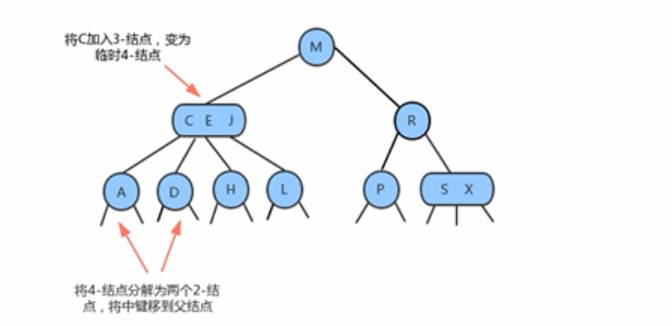 将C加入3-结点，变为
临时4-结点
M
C E J
R
A
D
H
L
P
S X
将4-结点分解为两个2-结
点，将中键移到父结点